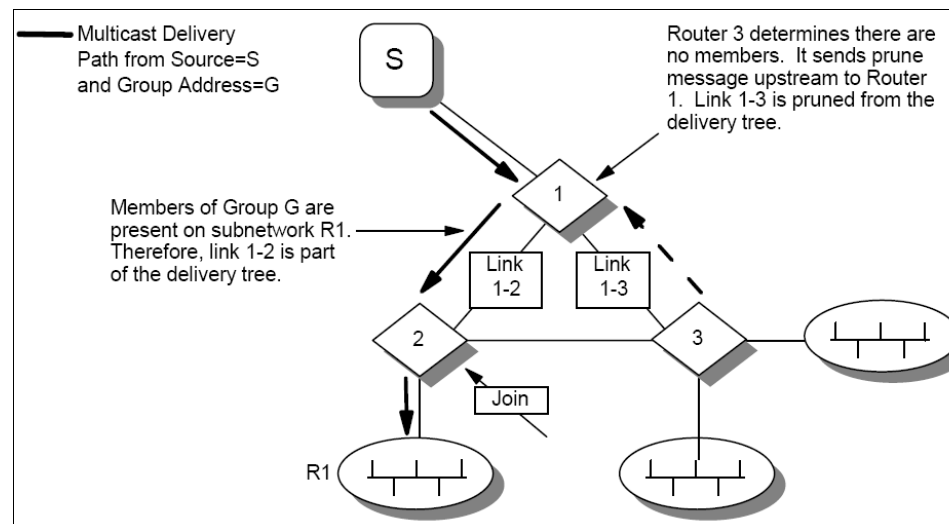 Multicast Delivery
Path from Source=S
and Group Address=G
S
Router 3 determines there are
no members. It sends prune
message upstream to Router
1. Link 1-3 is pruned from the
delivery tree.
1
Members of Group G are
present on subnetwork R1.
Therefore, link 1-2 is part
of the delivery tree.
Link
1-2
Link
1-3
2
3
Join
R1